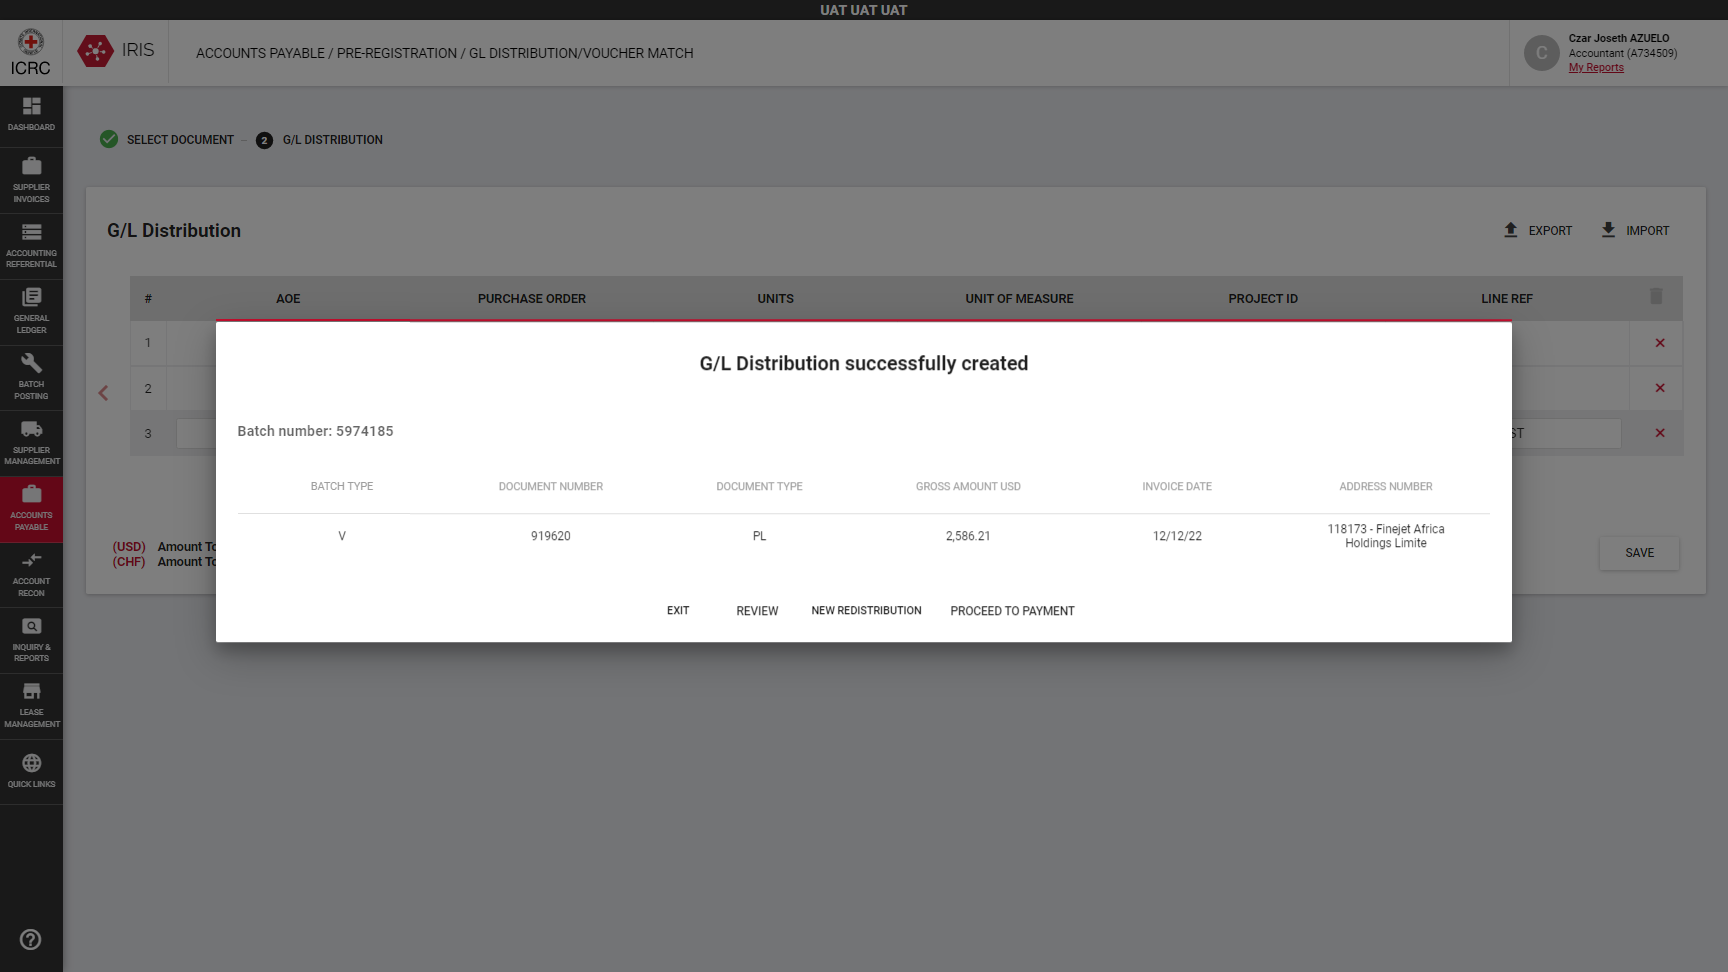 UAT UAT UAT
ICRC
IRIS
ACCOUNTS PAYABLE / PRE-REGISTRATION / GL DISTRIBUTION/VOUCHER MATCH
C
Czar Joseth AZUELO
Accountant (A734509)
My Reports
DASHBOARD
SUPPLIER
INVOICES
ACCOUNTING
REFERENTIAL
GENERAL
LEDGER
BATCH
POSTING
SUPPLIER
MANAGEMENT
ACCOUNTS
PAYABLE
ACCOUNT
RECON
INQUIRY &
REPORTS
LEASE
MANAGEMENT
QUICK LINKS
SELECT DOCUMENT
2 G/L DISTRIBUTION
G/L Distribution
EXPORT
IMPORT
# AOE PURCHASE ORDER UNITS UNIT OF MEASURE PROJECT ID LINE REF
1
2
3
ST
(USD) Amount To
(CHF) Amount To
SAVE
G/L Distribution successfully created
Batch number: 5974185
BATCH TYPE DOCUMENT NUMBER DOCUMENT TYPE GROSS AMOUNT USD INVOICE DATE ADDRESS NUMBER
V 919620 PL 2,586.21 12/12/22 118173 - Finejet Africa
Holdings Limite
EXIT REVIEW NEW REDISTRIBUTION PROCEED TO PAYMENT